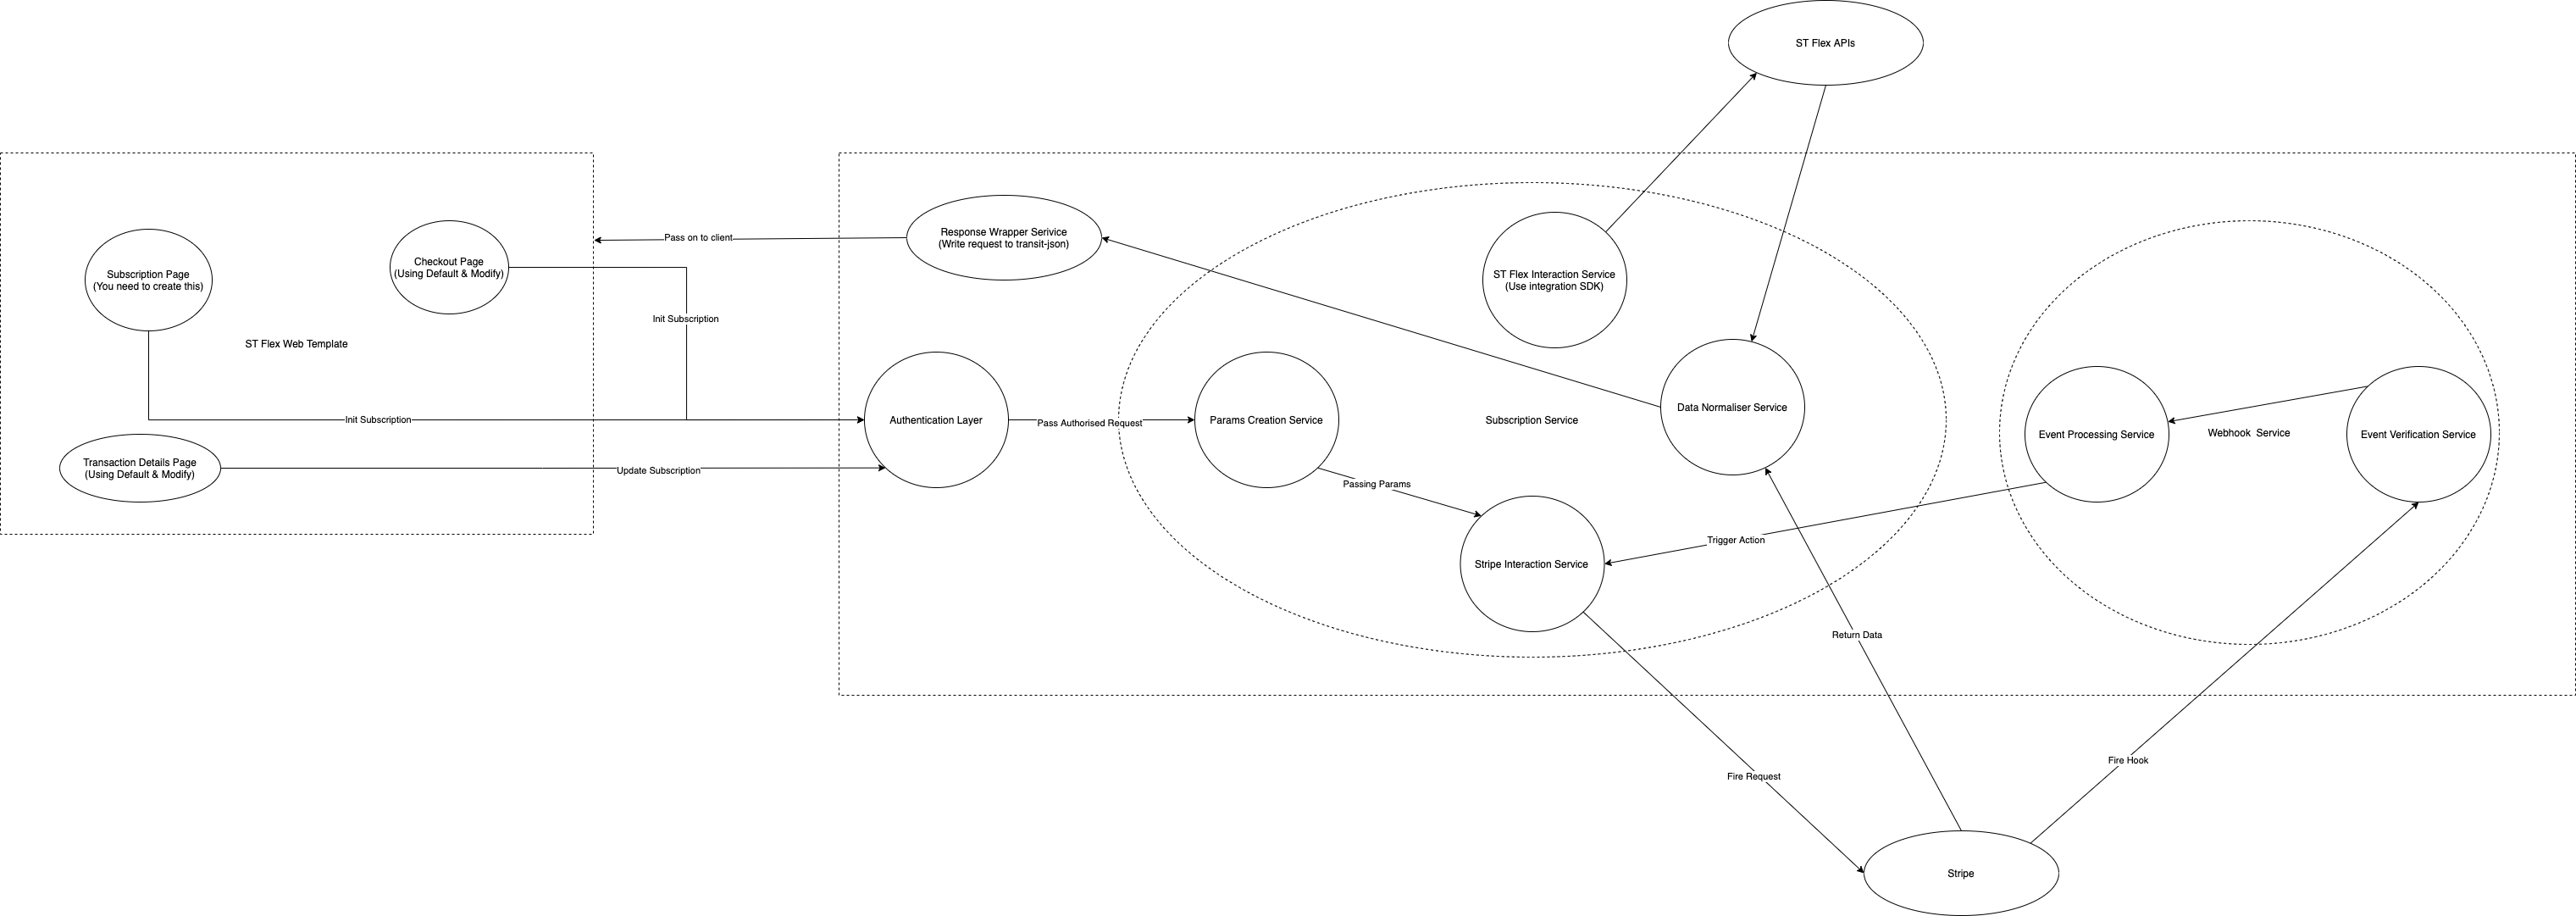 ST Flex APIs
Response Wrapper Serivice
(Write request to transit-json)
Pass on to client
Checkout Page
(Using Default & Modify)
Subscription Page
(You need to create this)
ST Flex Interaction Service
(Use integration SDK)
Init Subscription
ST Flex Web Template
Data Normaliser Service
Init Subscription
Authentication Layer
Pass Authorised Request
Params Creation Service
Subscription Service
Event Processing Service
Webhook Service
Event Verification Service
Transaction Details Page
(Using Default & Modify)
Update Subscription
Passing Params
Trigger Action
Stripe Interaction Service
Return Data
Fire Hook
Fire Request
Stripe